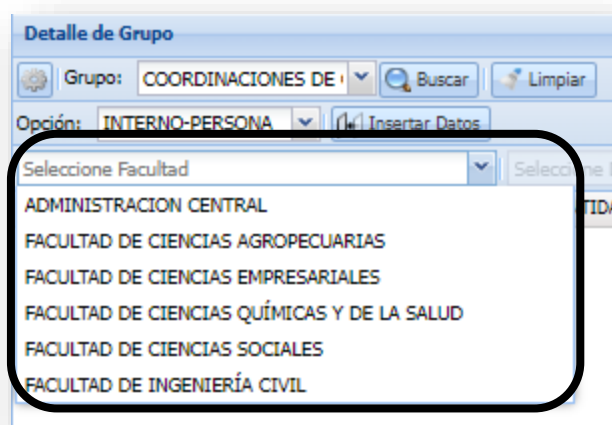 Detalle de Grupo
Grupo: COORDINACIONES DE Buscar Limpiar
Opción: INTERNO-PERSONA Insertar Datos
Seleccione Facultad Seleccione
ADMINISTRACION CENTRAL
FACULTAD DE CIENCIAS AGROPECUARIAS
FACULTAD DE CIENCIAS EMPRESARIALES
FACULTAD DE CIENCIAS QUÍMICAS Y DE LA SALUD
FACULTAD DE CIENCIAS SOCIALES
FACULTAD DE INGENIERÍA CIVIL